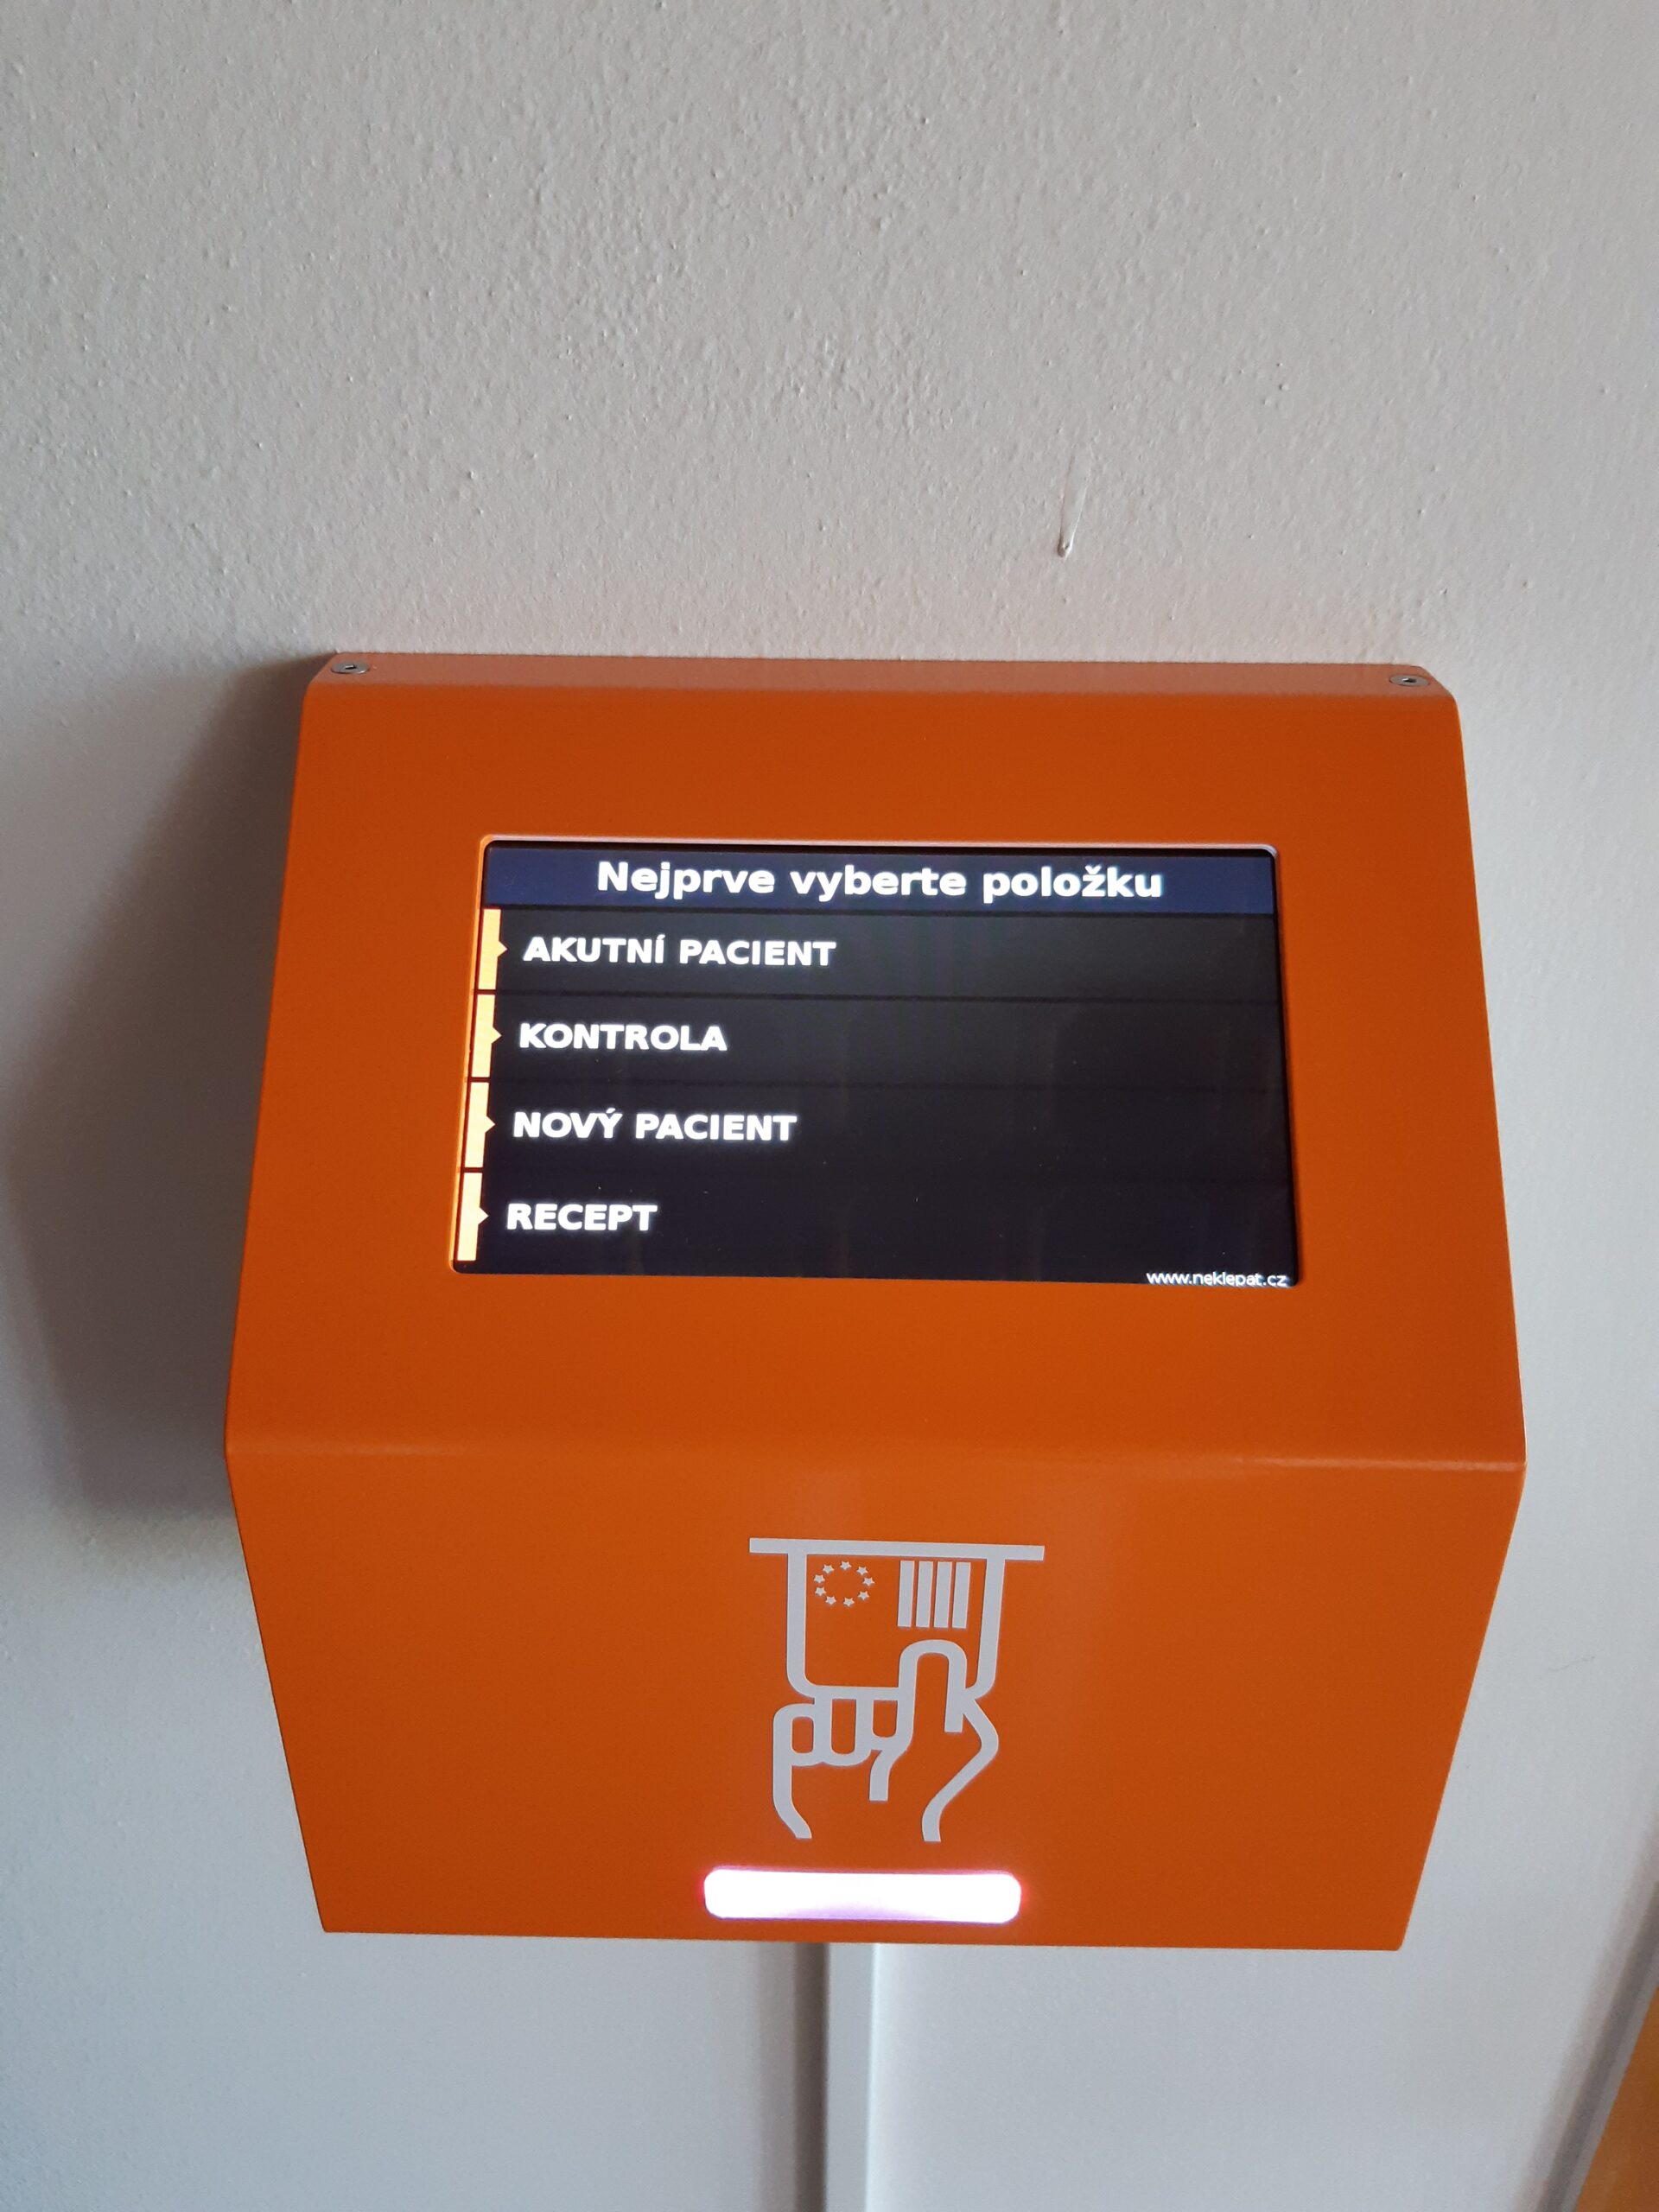 Nejprve vyberte položku
AKUTNÍ PACIENT
KONTROLA
NOVÝ PACIENT
RECEPT
www.neklepat.cz